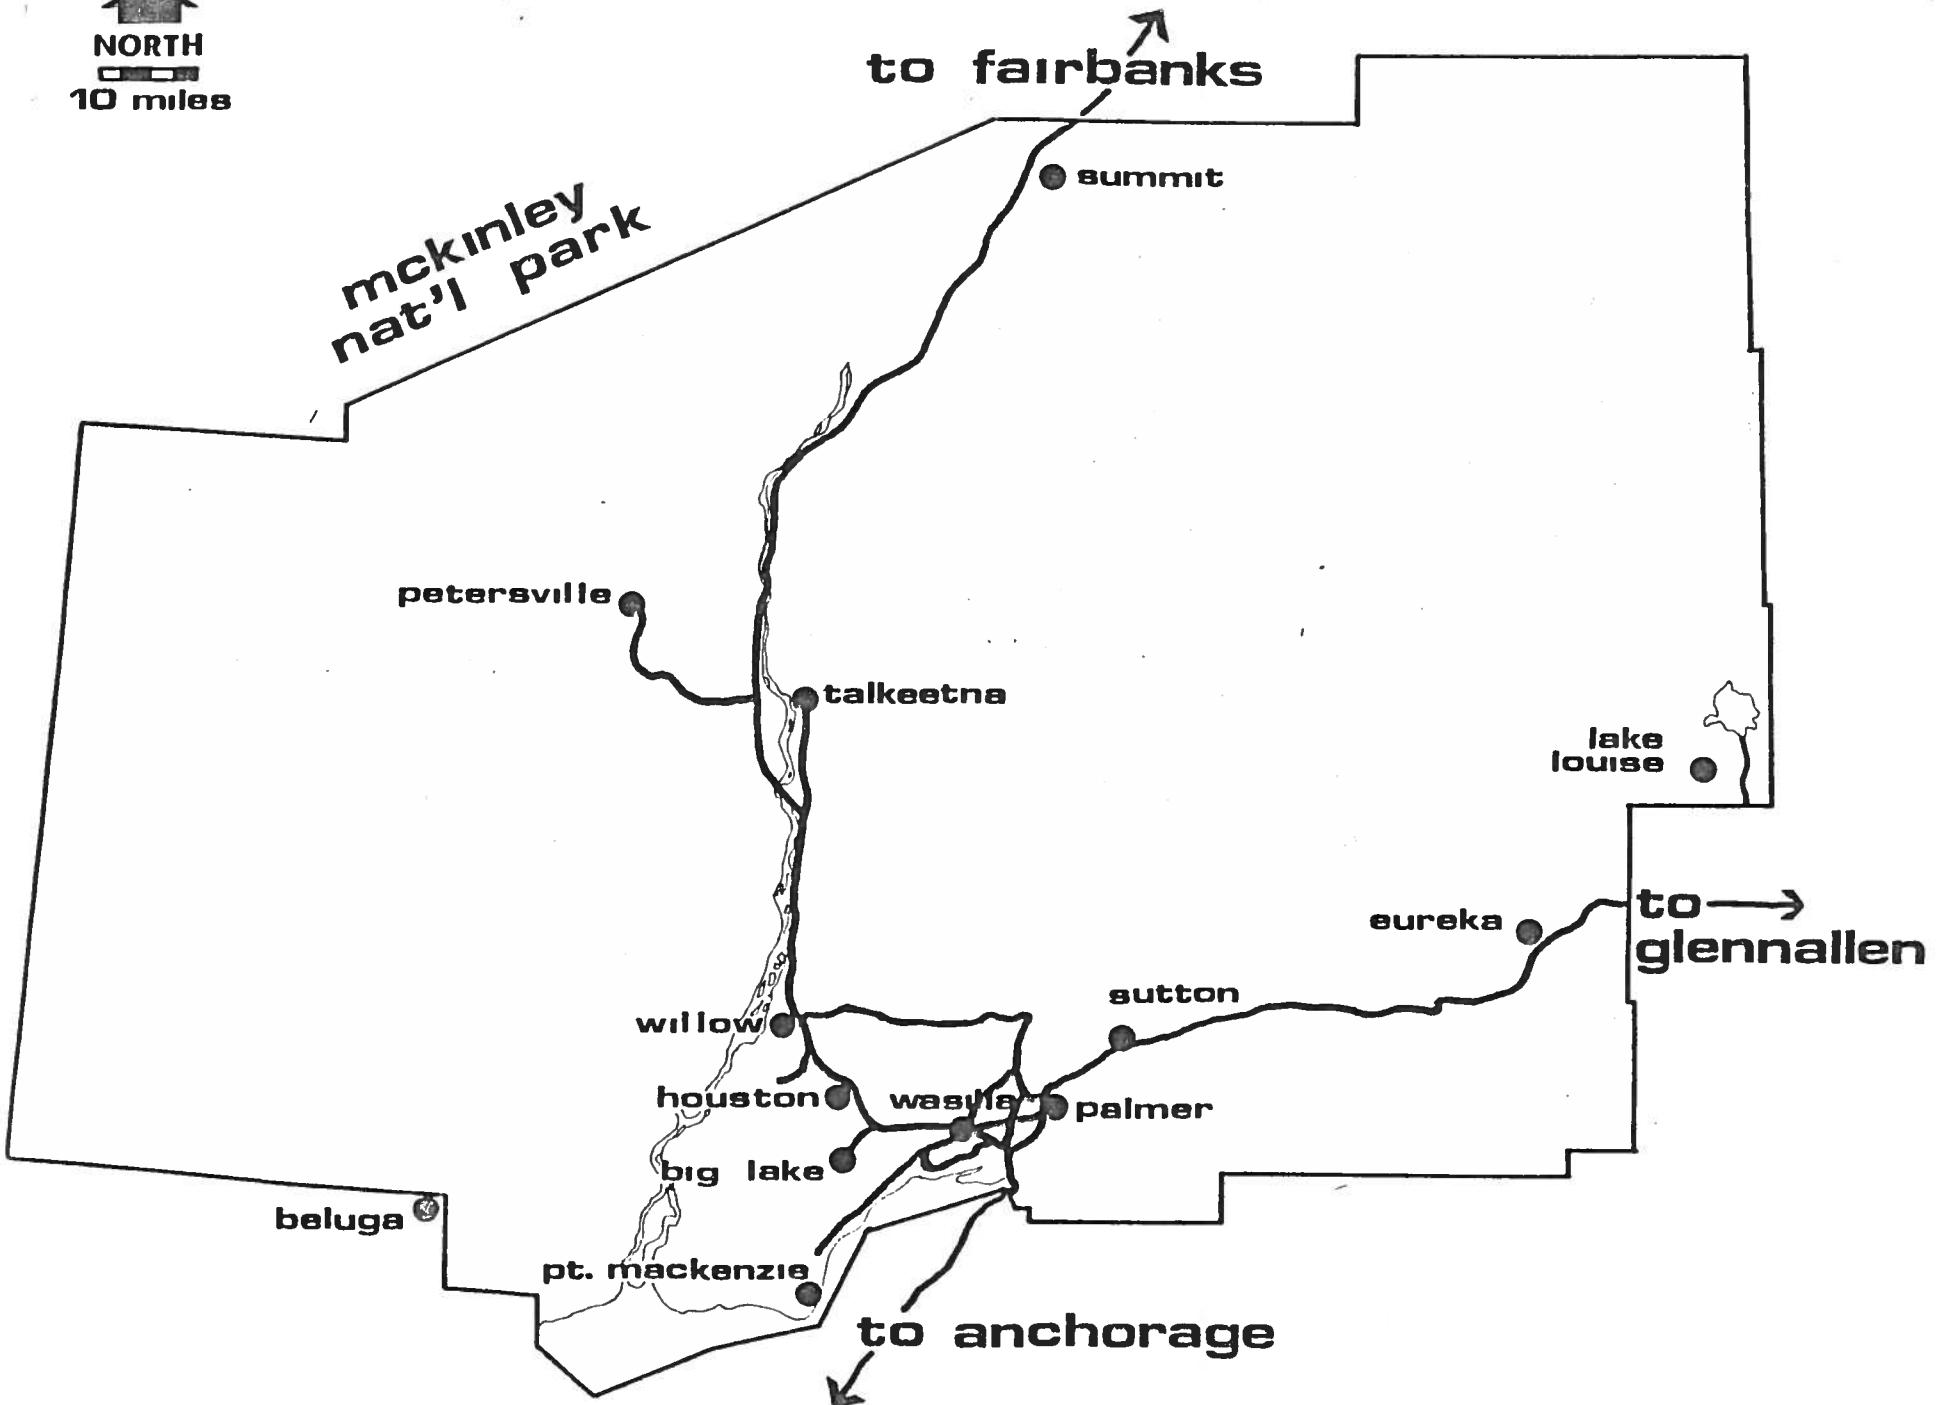 NORTH
10 miles
to fairbanks
summit
mckinley
nat'l park
petersville
talkeetna
lake
louise
eureka
to
glennallen
sutton
willow
houston
wasilla
palmer
big lake
beluga
pt. mackenzie
to anchorage